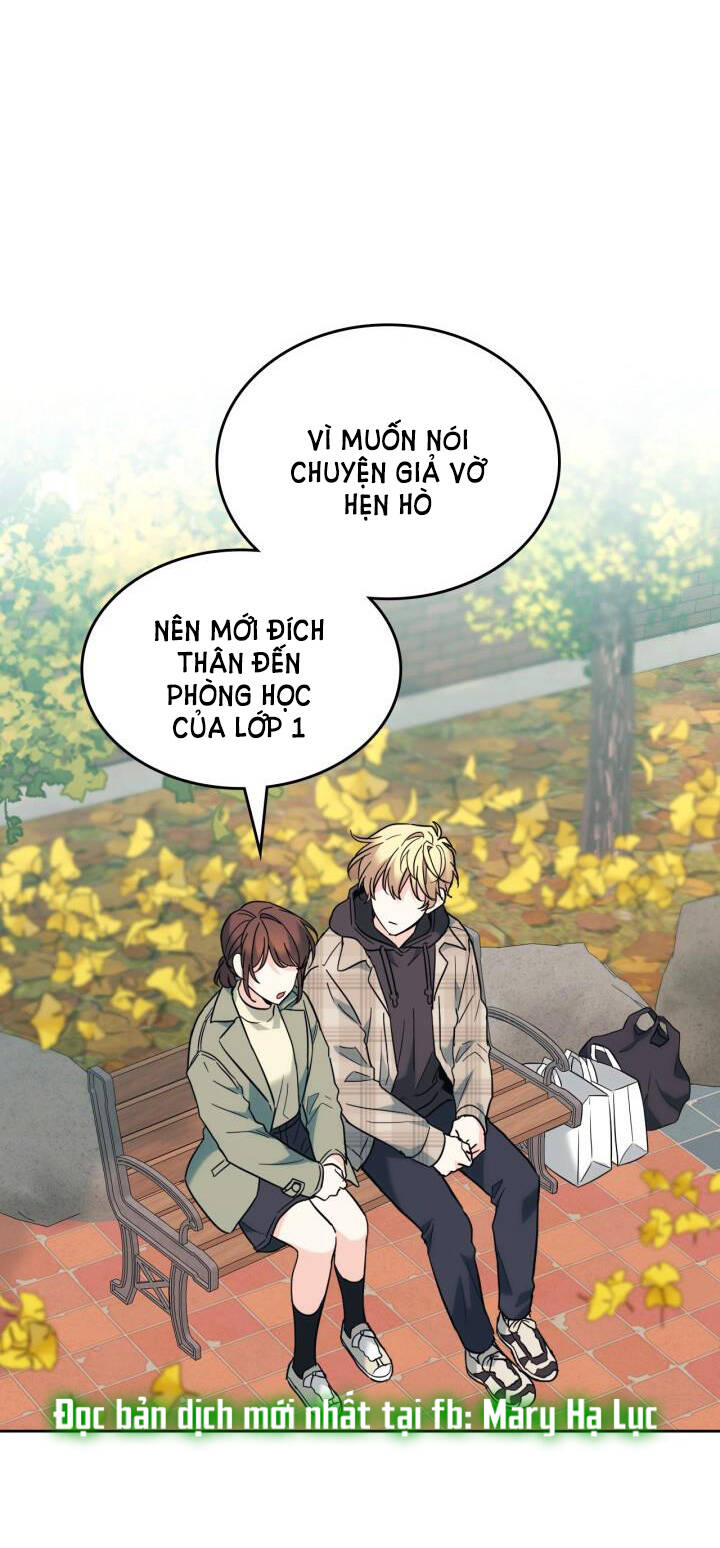 VÌ MUỐN NÓI
CHUYỆN GIẢ VỜ
HẸN HÒ
NÊN MỚI ĐÍCH
THÂN ĐẾN
PHÒNG HỌC
CỦA LỚP 1
Đọc bản dịch mới nhất tại fb: Mary Hạ Lục